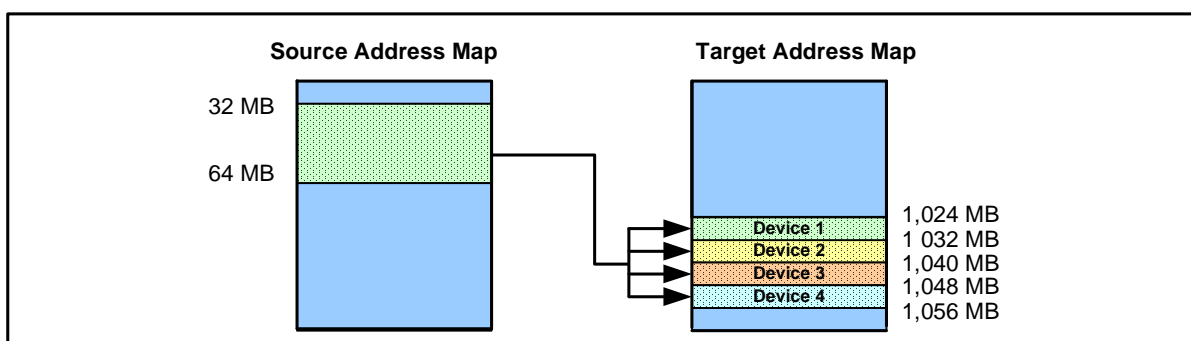 Source Address Map
32 MB
64 MB
Target Address Map
Device 1
Device 2
Device 3
Device 4
1,024 MB
1 032 MB
1,040 MB
1,048 MB
1,056 MB